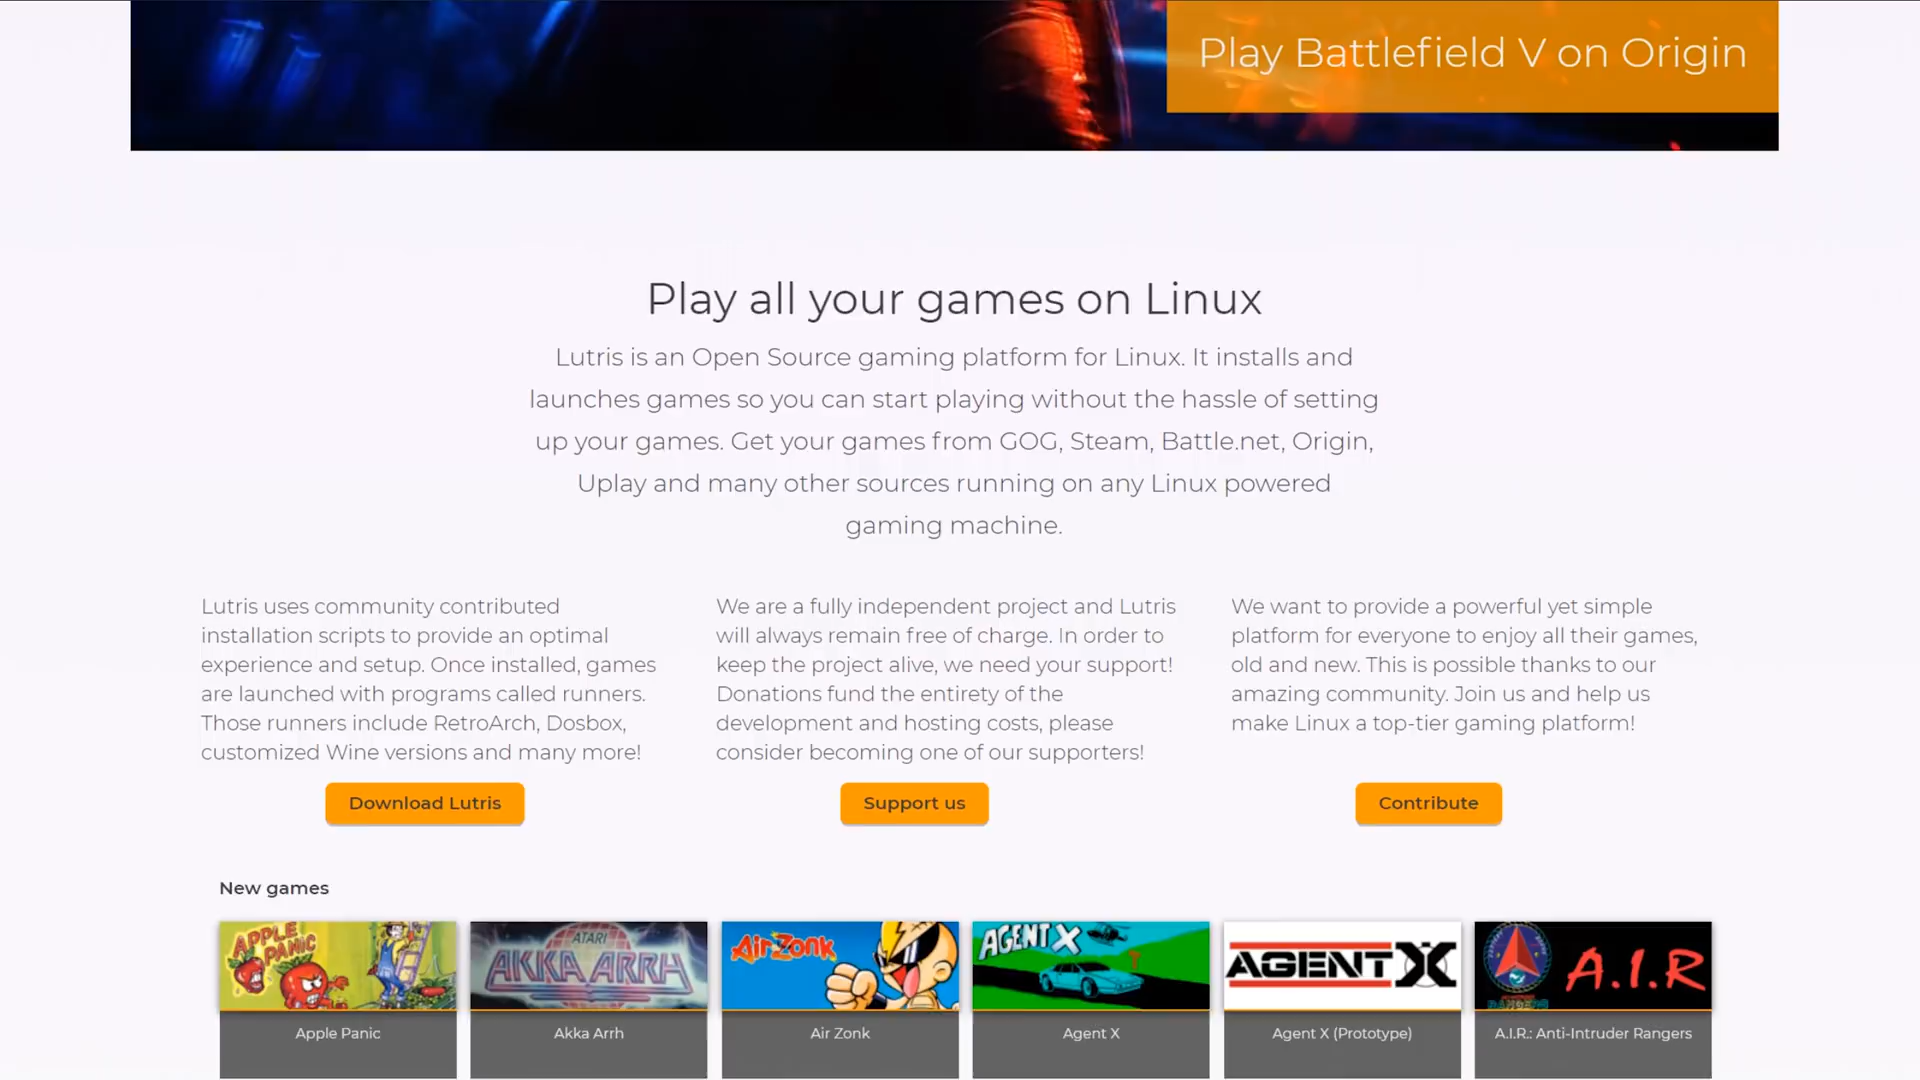 Play Battlefield V on Origin
Play all your games on Linux
Lutris is an Open Source gaming platform for Linux. It installs and
launches games so you can start playing without the hassle of setting
up your games. Get your games from GOG, Steam, Battle.net, Origin,
Uplay and many other sources running on any Linux powered
gaming machine.
Lutris uses community contributed
installation scripts to provide an optimal
experience and setup. Once installed, games
are launched with programs called runners.
Those runners include RetroArch, Dosbox,
customized Wine versions and many more!
Download Lutris
We are a fully independent project and Lutris
will always remain free of charge. In order to
keep the project alive, we need your support!
Donations fund the entirety of the
development and hosting costs, please
consider becoming one of our supporters!
Support us
We want to provide a powerful yet simple
platform for everyone to enjoy all their games,
old and new. This is possible thanks to our
amazing community. Join us and help us
make Linux a top-tier gaming platform!
Contribute
New games
APPLE
PANIC
Apple Panic
ATARI
AKKA ARRH
Akka Arrh
Air Zonk
Air Zonk
AGENT X
Agent X
AGENT X
Agent X (Prototype)
A.I.R
RANGERS
A.I.R.: Anti-Intruder Rangers